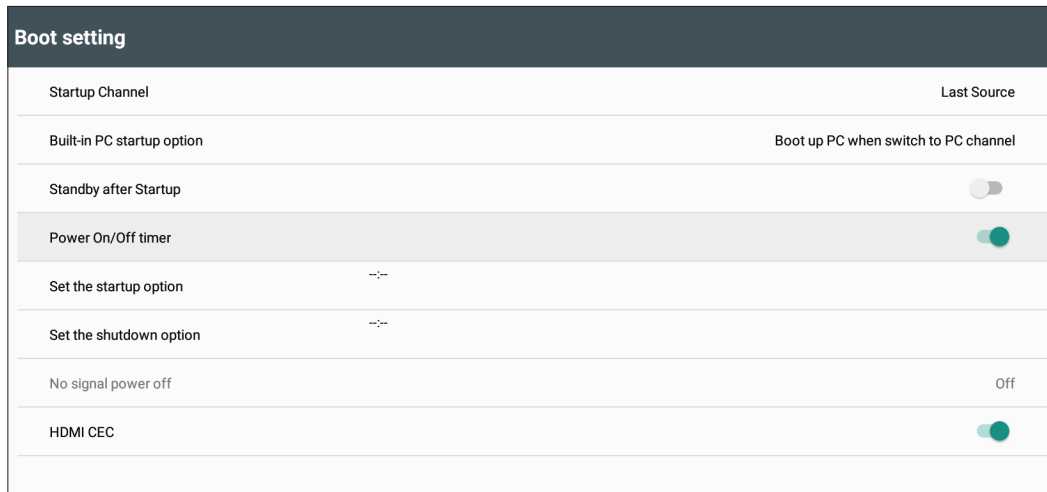 Boot setting
Startup Channel Last Source
Built-in PC startup option Boot up PC when switch to PC channel
Standby after Startup
Power On/Off timer
Set the startup option --:--
Set the shutdown option --:--
No signal power off Off
HDMI CEC